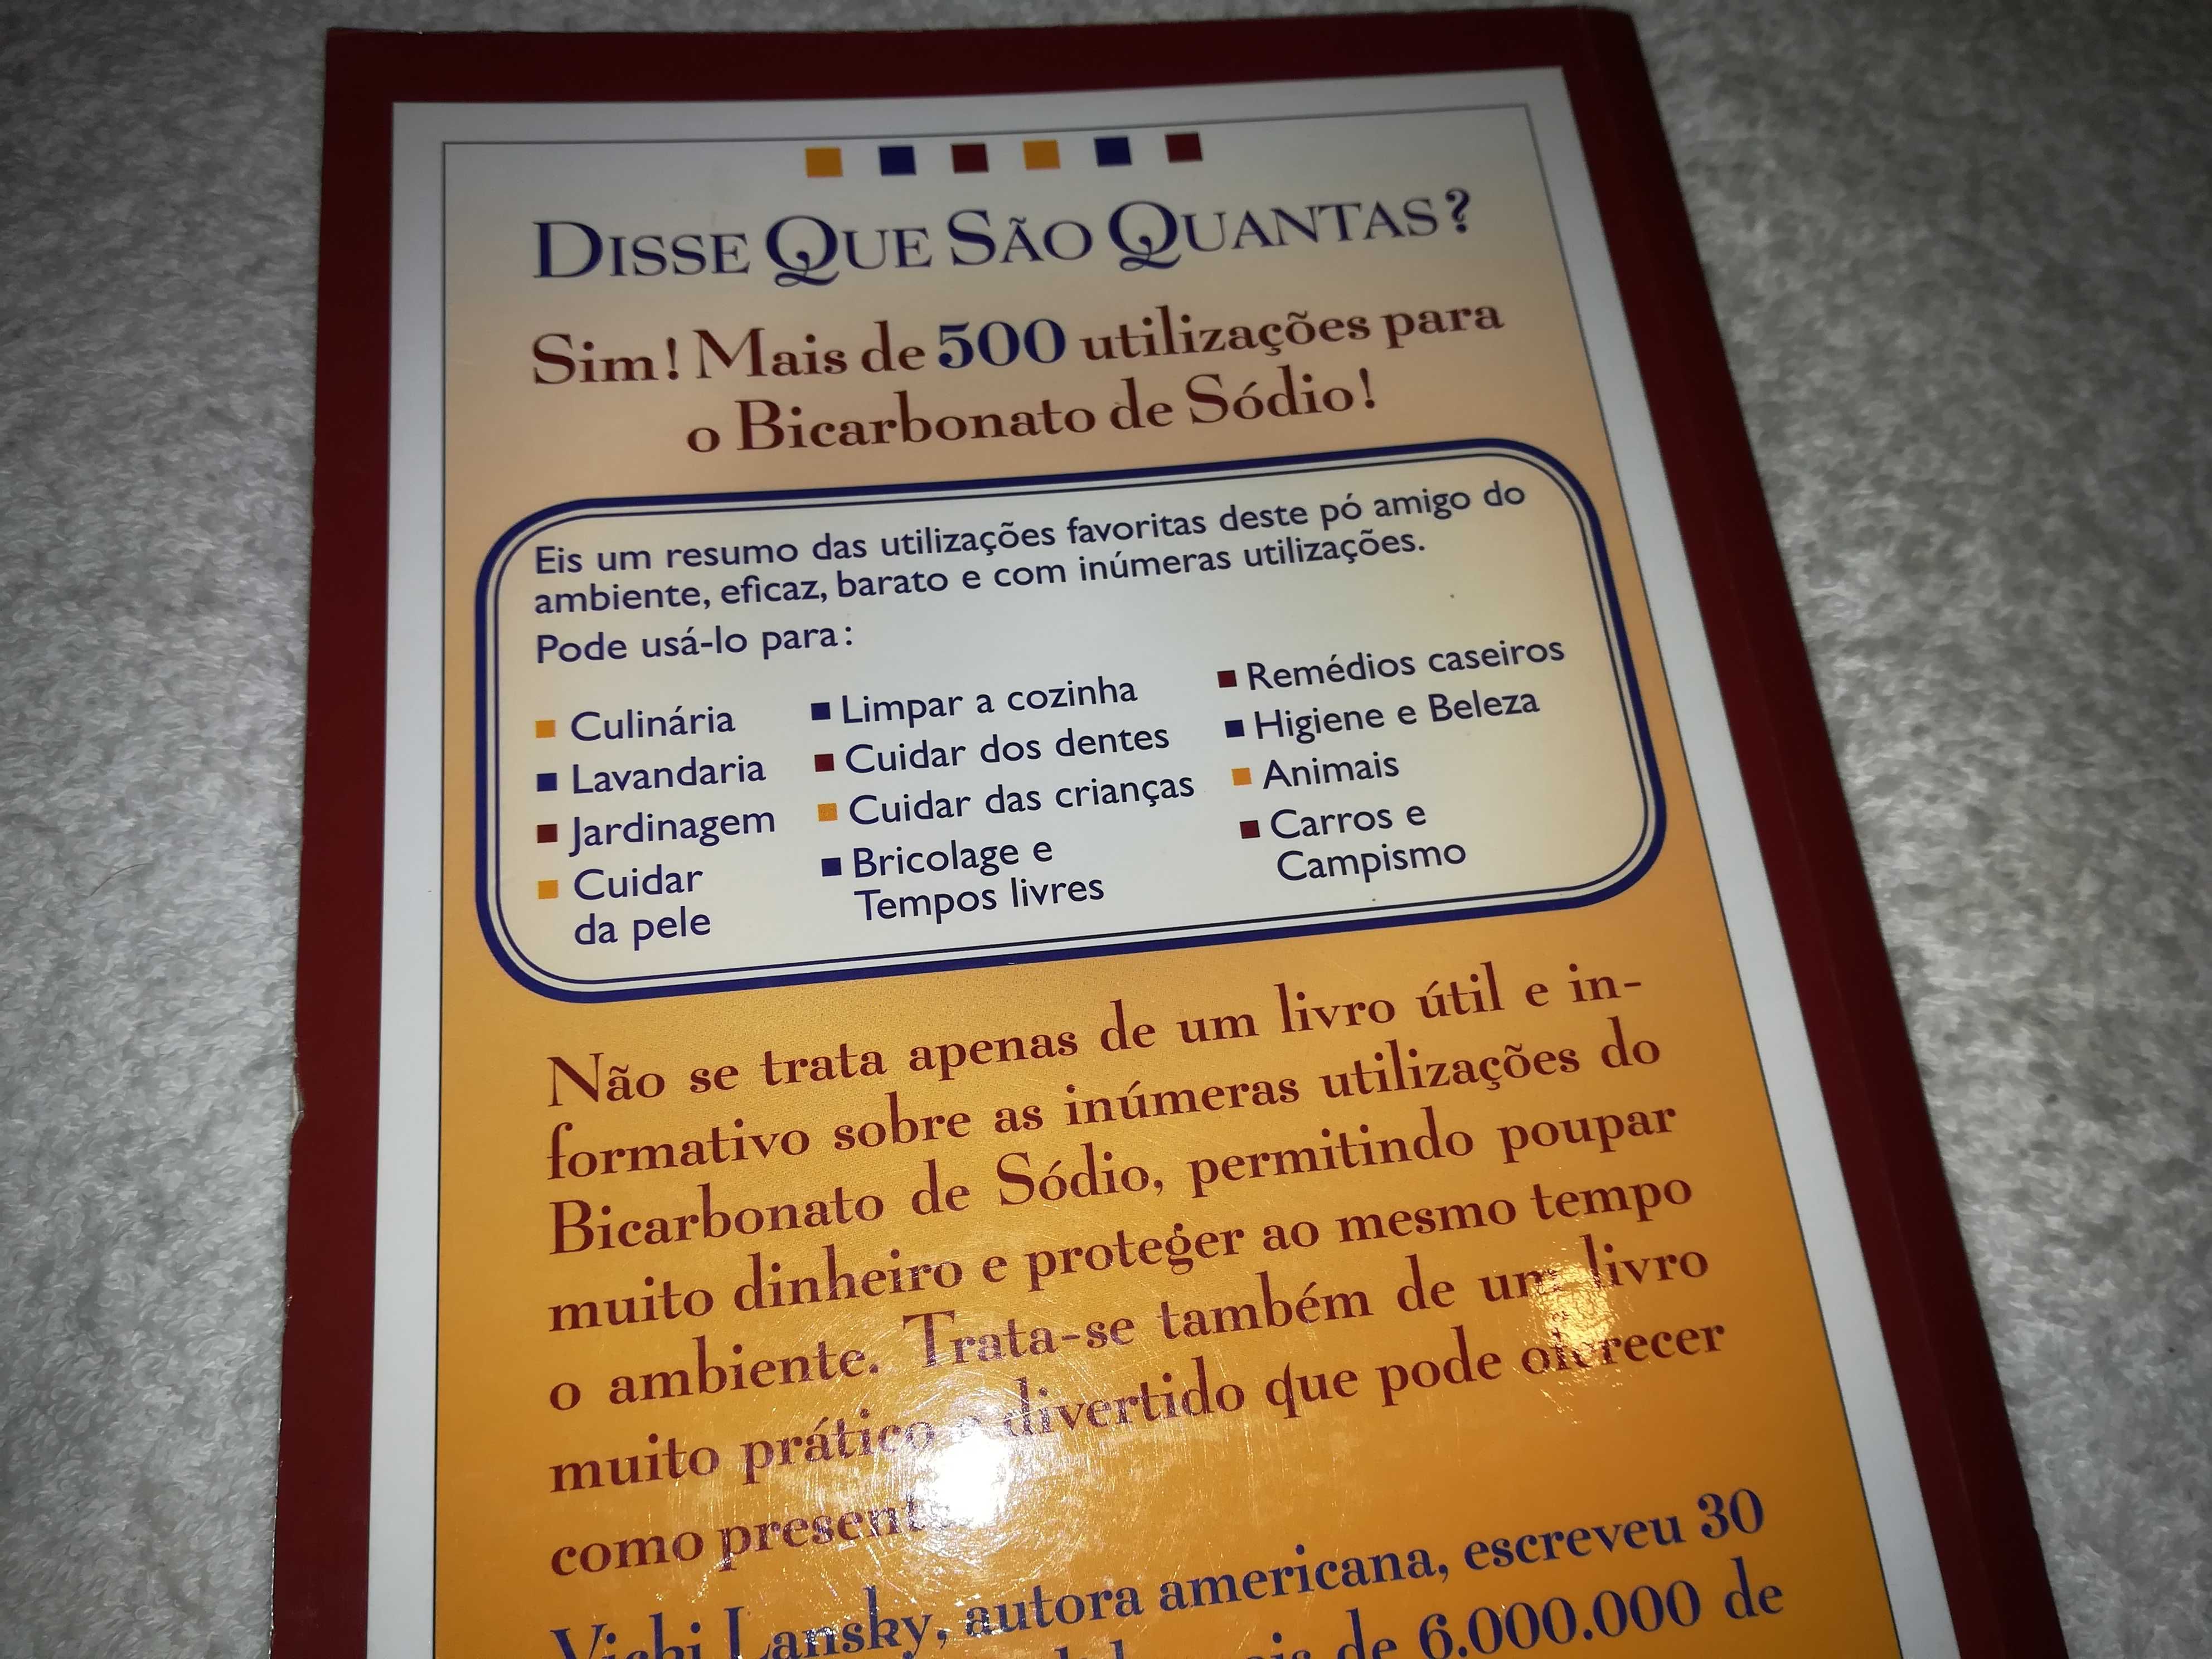 DISSE QUE SÃO QUANTAS?
Sim! Mais de 500 utilizações para
o Bicarbonato de Sódio!
Eis um resumo das utilizações favoritas deste pó amigo do
ambiente, eficaz, barato e com inúmeras utilizações.
Pode usá-lo para:
Culinária
Lavandaria
Jardinagem
Cuidar
da pele
Limpar a cozinha
Cuidar dos dentes
Cuidar das crianças
Bricolage e
Tempos livres
Remédios caseiros
Higiene e Beleza
Animais
Carros e
Campismo
Não se trata apenas de um livro útil e in-
formativo sobre as inúmeras utilizações do
Bicarbonato de Sódio, permitindo poupar
muito dinheiro e proteger ao mesmo tempo
o ambiente. Trata-se também de um livro
muito prático e divertido que pode oferecer
como presente
Vicki Lansky, autora americana, escreveu 30
de 6.000.000 de